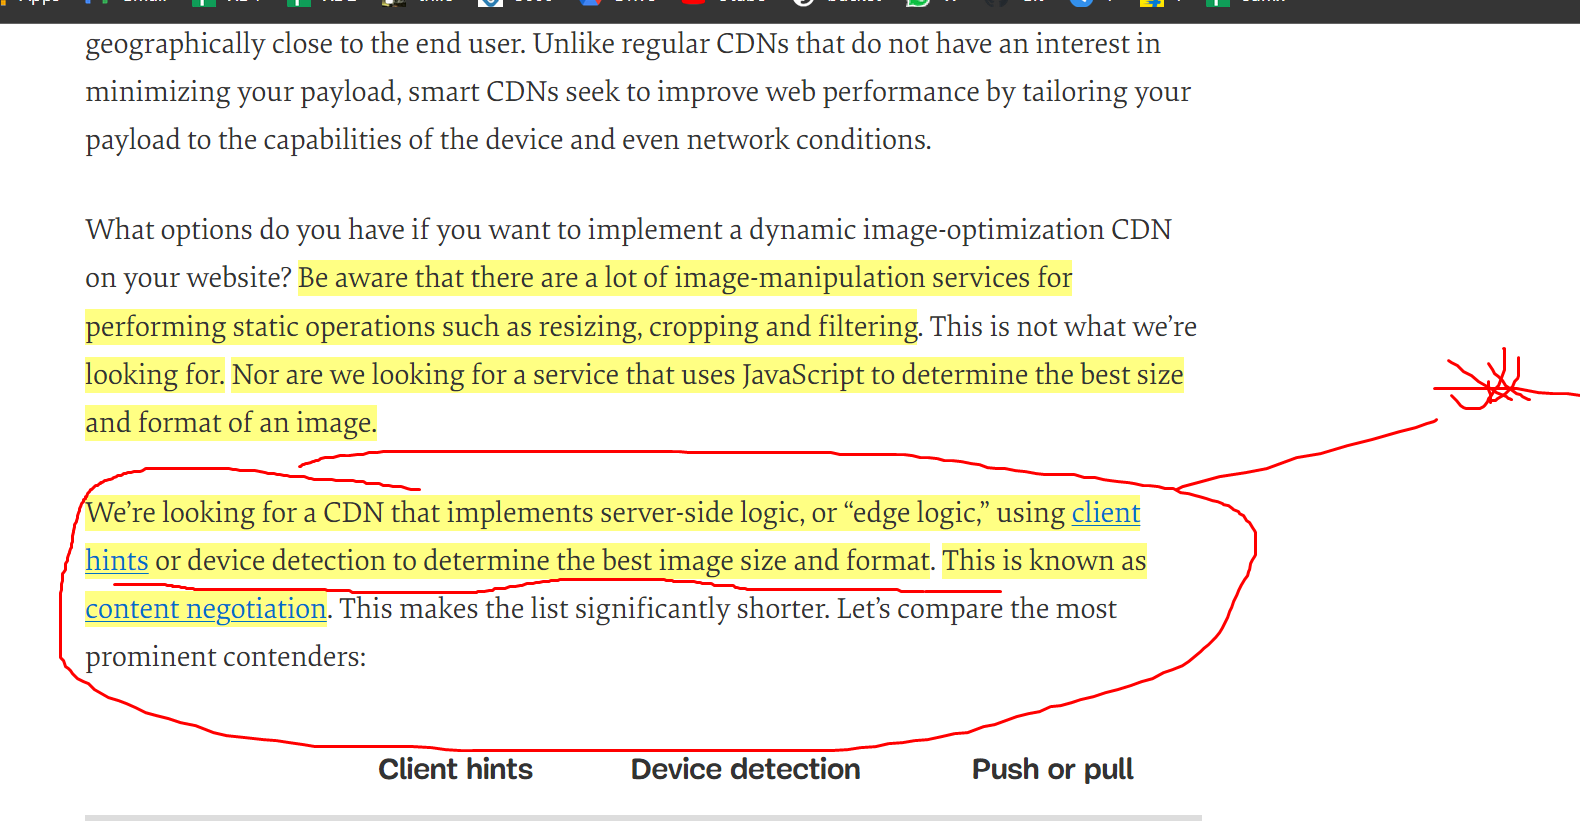 geographically close to the end user. Unlike regular CDNs that do not have an interest in
minimizing your payload, smart CDNs seek to improve web performance by tailoring your
payload to the capabilities of the device and even network conditions.
What options do you have if you want to implement a dynamic image-optimization CDN
on your website? Be aware that there are a lot of image-manipulation services for
performing static operations such as resizing, cropping and filtering. This is not what we’re
looking for. Nor are we looking for a service that uses JavaScript to determine the best size
and format of an image.
We’re looking for a CDN that implements server-side logic, or “edge logic,” using client
hints or device detection to determine the best image size and format. This is known as
content negotiation. This makes the list significantly shorter. Let’s compare the most
prominent contenders:
Client hints Device detection Push or pull